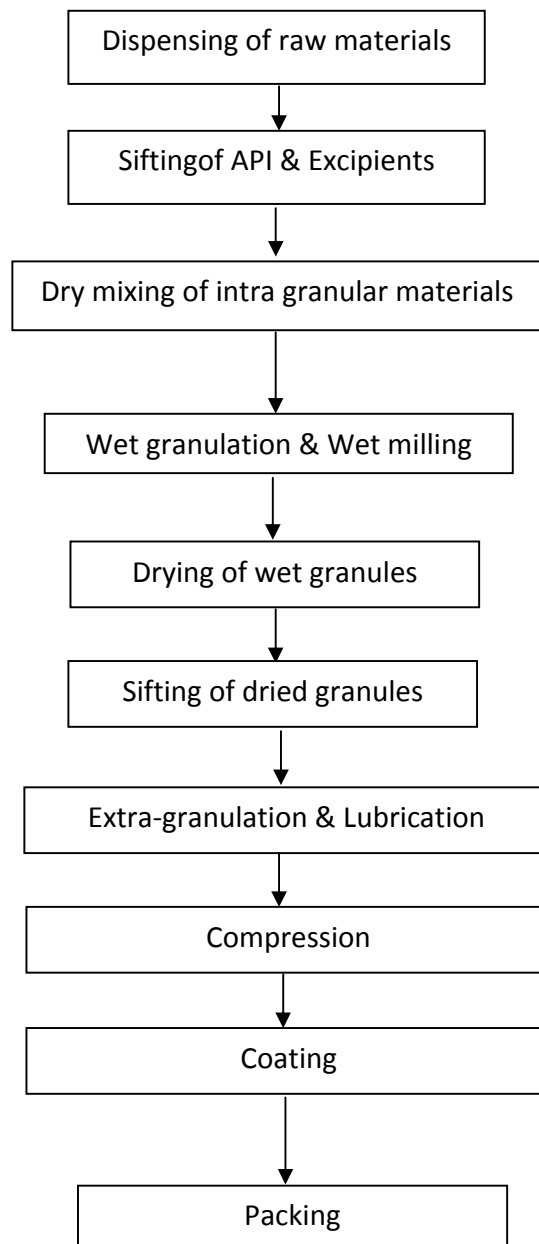 Dispensing of raw materials
Siftingof API & Excipients
Dry mixing of intra granular materials
Wet granulation & Wet milling
Drying of wet granules
Sifting of dried granules
Extra-granulation & Lubrication
Compression
Coating
Packing